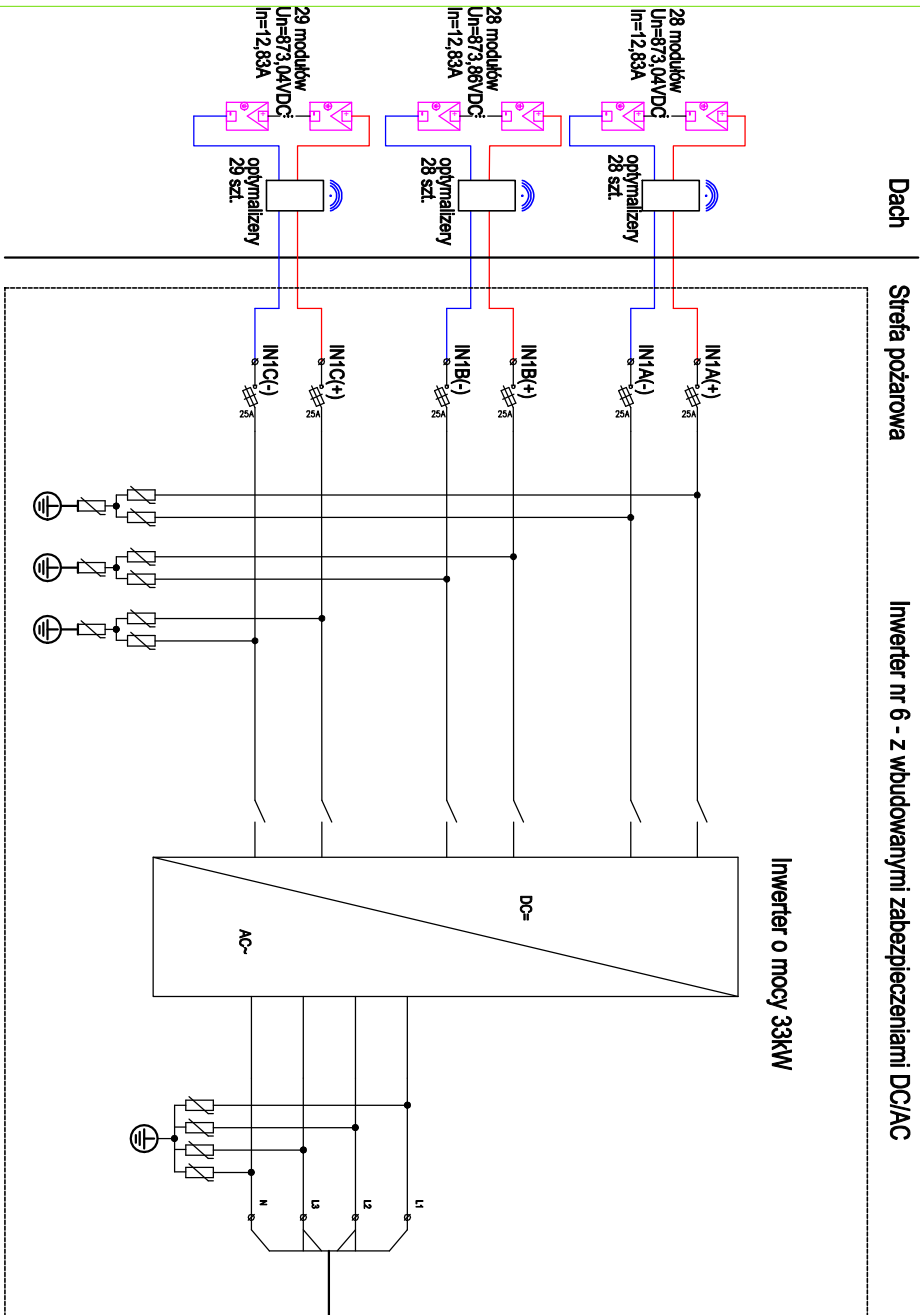 Dach
Strefa pożarowa
Inwerter nr 6 - z wbudowanymi zabezpieczeniami DC/AC
28 modułów
Un=873,04VDC
In=12,83A
optymalizery
28 szt.
IN1A(+)
25A
IN1A(-)
25A
28 modułów
Un=873,86VDC
In=12,83A
optymalizery
28 szt.
IN1B(+)
25A
IN1B(-)
25A
29 modułów
Un=873,04VDC
In=12,83A
optymalizery
29 szt.
IN1C(+)
25A
IN1C(-)
25A
Inwerter o mocy 33kW
DC=
AC~
L1
L2
L3
N